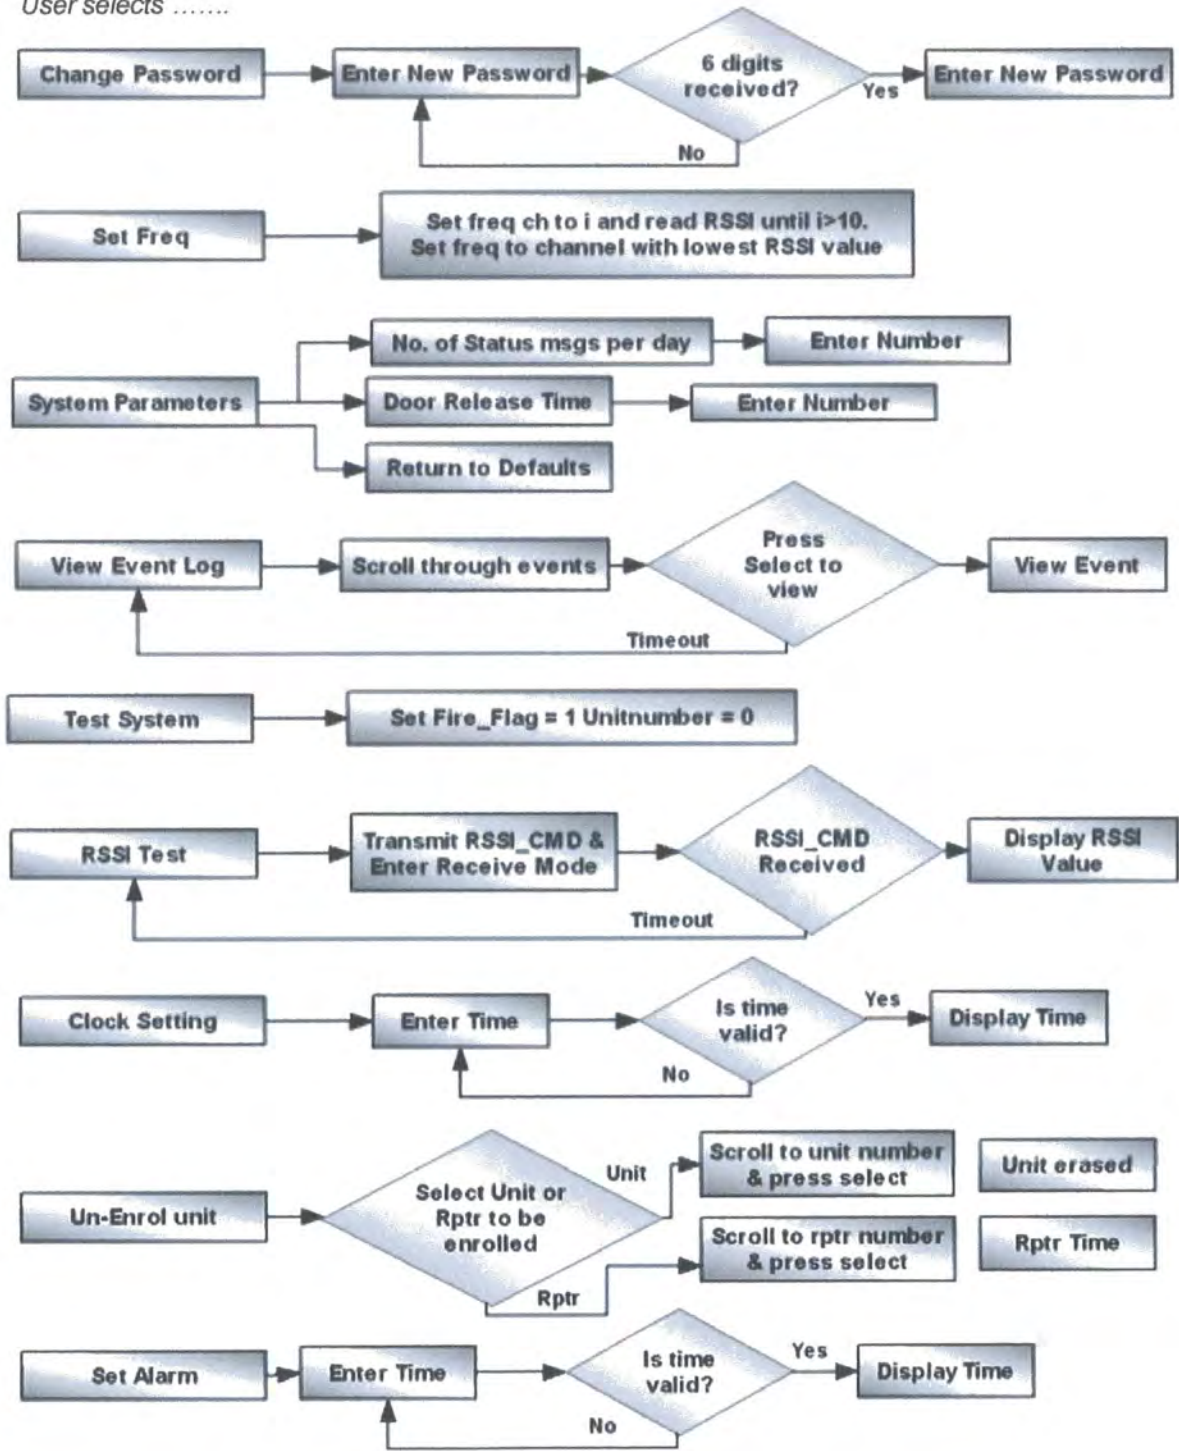 User selects .......
Change Password
Enter New Password
6 digits
received?
Yes
Enter New Password
No
Set Freq
Set freq ch to i and read RSSI until i>10.
Set freq to channel with lowest RSSI value
No. of Status msgs per day
Enter Number
System Parameters
Door Release Time
Enter Number
Return to Defaults
View Event Log
Scroll through events
Press
Select to
view
View Event
Timeout
Test System
Set Fire_Flag = 1 Unitnumber = 0
RSSI Test
Transmit RSSI_CMD &
Enter Receive Mode
RSSI_CMD
Received
Display RSSI
Value
Timeout
Clock Setting
Enter Time
Is time
valid?
Yes
Display Time
No
Un-Enrol unit
Select Unit or
Rptr to be
enrolled
Unit
Scroll to unit number
& press select
Unit erased
Rptr
Scroll to rptr number
& press select
Rptr Time
Set Alarm
Enter Time
Is time
valid?
Yes
Display Time
No